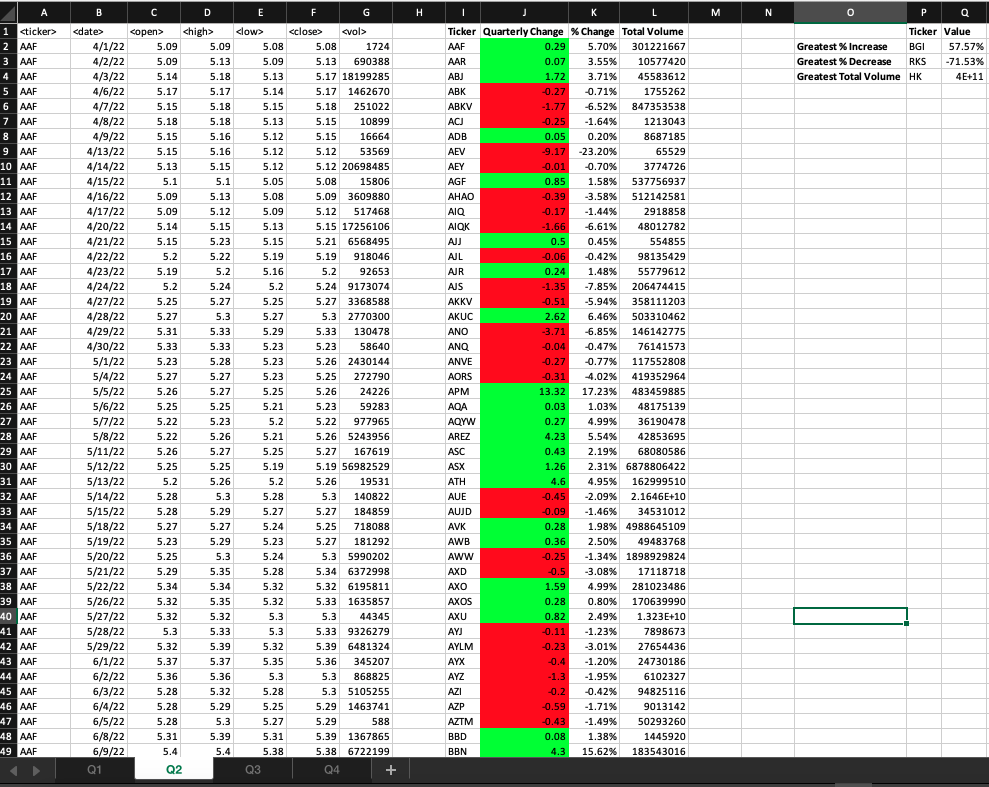 A B C D E F G H I J K L M N O P Q
1 <ticker> <date> <open> <high> <low> <close> <vol> Ticker Quarterly Change % Change Total Volume Ticker Value
2 AAF 4/1/22 5.09 5.09 5.08 5.08 1724 AAF 0.29 5.70% 301221667 Greatest % Increase BGI 57.57%
3 AAF 4/2/22 5.09 5.13 5.09 5.13 690388 AAR 0.07 3.55% 10577420 Greatest % Decrease RKS -71.53%
4 AAF 4/3/22 5.14 5.18 5.13 5.17 18199285 ABJ 1.72 3.71% 45583612 Greatest Total Volume HK 4E+11
5 AAF 4/6/22 5.17 5.17 5.14 5.17 1462670 ABK -0.27 -0.71% 1755262
6 AAF 4/7/22 5.15 5.18 5.15 5.18 251022 ABKV -1.77 -6.52% 847353538
7 AAF 4/8/22 5.18 5.18 5.13 5.15 10899 ACJ -0.25 -1.64% 1213043
8 AAF 4/9/22 5.15 5.16 5.12 5.15 16664 ADB 0.05 0.20% 8687185
9 AAF 4/13/22 5.15 5.16 5.12 5.12 53569 AEV -9.17 -23.20% 65529
10 AAF 4/14/22 5.13 5.15 5.12 5.12 20698485 AEY -0.01 -0.70% 3774726
11 AAF 4/15/22 5.1 5.1 5.05 5.08 15806 AGF 0.85 1.58% 537756937
12 AAF 4/16/22 5.09 5.13 5.08 5.09 3609880 AHAO -0.39 -3.58% 512142581
13 AAF 4/17/22 5.09 5.12 5.09 5.12 517468 AIQ -0.17 -1.44% 2918858
14 AAF 4/20/22 5.14 5.15 5.13 5.15 17256106 AIQK -1.66 -6.61% 48012782
15 AAF 4/21/22 5.15 5.23 5.15 5.21 6568495 AJJ 0.5 0.45% 554855
16 AAF 4/22/22 5.2 5.22 5.19 5.19 918046 AJL -0.06 -0.42% 98135429
17 AAF 4/23/22 5.19 5.2 5.16 5.2 92653 AJR 0.24 1.48% 55779612
18 AAF 4/24/22 5.2 5.24 5.2 5.24 9173074 AJS -1.35 -7.85% 206474415
19 AAF 4/27/22 5.25 5.27 5.25 5.27 3368588 AKKV -0.51 -5.94% 358111203
20 AAF 4/28/22 5.27 5.3 5.27 5.3 2770300 AKUC 2.62 6.46% 503310462
21 AAF 4/29/22 5.31 5.33 5.29 5.33 130478 ANO -3.71 -6.85% 146142775
22 AAF 4/30/22 5.33 5.33 5.23 5.23 58640 ANQ -0.04 -0.47% 76141573
23 AAF 5/1/22 5.23 5.28 5.23 5.26 2430144 ANVE -0.27 -0.77% 117552808
24 AAF 5/4/22 5.27 5.27 5.23 5.25 272790 AORS -0.31 -4.02% 419352964
25 AAF 5/5/22 5.26 5.27 5.25 5.26 24226 APM 13.32 17.23% 483459885
26 AAF 5/6/22 5.25 5.25 5.21 5.23 59283 AQA 0.03 1.03% 48175139
27 AAF 5/7/22 5.22 5.23 5.2 5.22 977965 AQYW 0.27 4.99% 36190478
28 AAF 5/8/22 5.22 5.26 5.21 5.26 5243956 AREZ 4.23 5.54% 42853695
29 AAF 5/11/22 5.26 5.27 5.25 5.27 167619 ASC 0.43 2.19% 68080586
30 AAF 5/12/22 5.25 5.25 5.19 5.19 56982529 ASX 1.26 2.31% 6878806422
31 AAF 5/13/22 5.2 5.26 5.2 5.26 19531 ATH 4.6 4.95% 162999510
32 AAF 5/14/22 5.28 5.3 5.28 5.3 140822 AUE -0.45 -2.09% 2.1646E+10
33 AAF 5/15/22 5.28 5.29 5.27 5.27 184859 AUJD -0.09 -1.46% 34531012
34 AAF 5/18/22 5.27 5.27 5.24 5.25 718088 AVK 0.28 1.98% 4988645109
35 AAF 5/19/22 5.23 5.29 5.23 5.27 181292 AWB 0.36 2.50% 49483768
36 AAF 5/20/22 5.25 5.3 5.24 5.3 5990202 AWW -0.25 -1.34% 1898929824
37 AAF 5/21/22 5.29 5.35 5.28 5.34 6372998 AXD -0.5 -3.08% 17118718
38 AAF 5/22/22 5.34 5.34 5.32 5.32 6195811 AXO 1.59 4.99% 281023486
39 AAF 5/26/22 5.32 5.35 5.32 5.33 1635857 AXOS 0.28 0.80% 170639990
40 AAF 5/27/22 5.32 5.32 5.3 5.3 44345 AXU 0.82 2.49% 1.323E+10
41 AAF 5/28/22 5.3 5.33 5.3 5.33 9326279 AYJ -0.11 -1.23% 7898673
42 AAF 5/29/22 5.32 5.39 5.32 5.39 6481324 AYLM -0.23 -3.01% 27654436
43 AAF 6/1/22 5.37 5.37 5.35 5.36 345207 AYX -0.4 -1.20% 24730186
44 AAF 6/2/22 5.36 5.36 5.3 5.3 868825 AYZ -1.3 -1.95% 6102327
45 AAF 6/3/22 5.28 5.32 5.28 5.3 5105255 AZI -0.2 -0.42% 94825116
46 AAF 6/4/22 5.28 5.29 5.25 5.29 1463741 AZP -0.59 -1.71% 9013142
47 AAF 6/5/22 5.28 5.3 5.27 5.29 588 AZTM -0.43 -1.49% 50293260
48 AAF 6/8/22 5.31 5.39 5.31 5.39 1367865 BBD 0.08 1.38% 1445920
49 AAF 6/9/22 5.4 5.4 5.38 5.38 6722199 BBN 4.3 15.62% 183543016
Q1 Q2 Q3 Q4 +